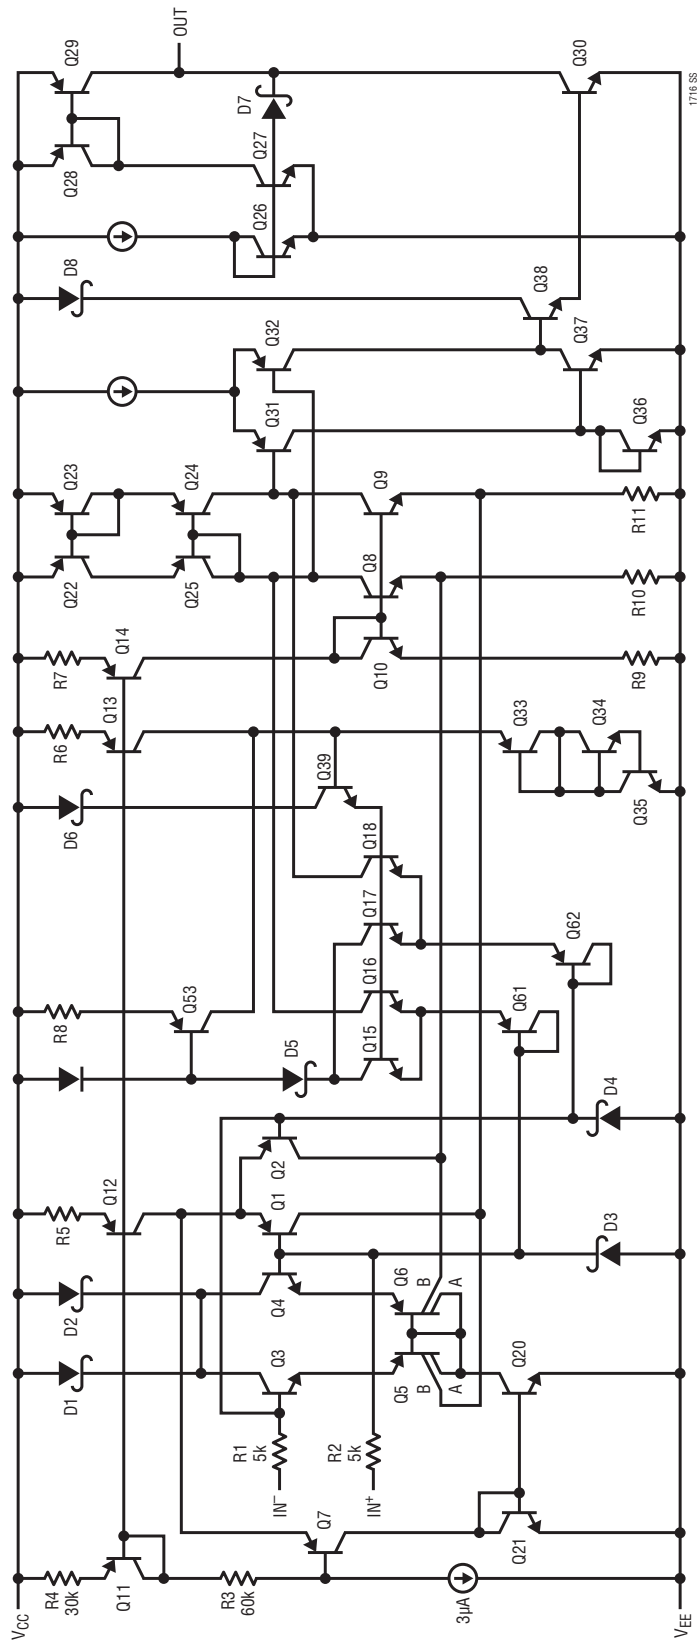 VCC
R4
30k
D1
D2
R5
R8
D6
R6
R7
Q22
Q23
D8
Q28
Q29
Q11
Q12
Q13
Q14
OUT
Q53
Q25
Q24
R3
60k
R1
5k
IN−
Q3
Q4
Q1
Q2
D5
Q31
Q32
Q26
Q27
D7
Q7
R2
5k
IN+
Q15
Q16
Q17
Q18
Q39
Q10
Q8
Q9
Q5
B
A
Q6
B
A
3µA
Q21
Q20
Q61
Q62
Q33
Q34
Q35
Q38
Q37
Q36
Q30
D3
D4
R9
R10
R11
VEE
1716 SS